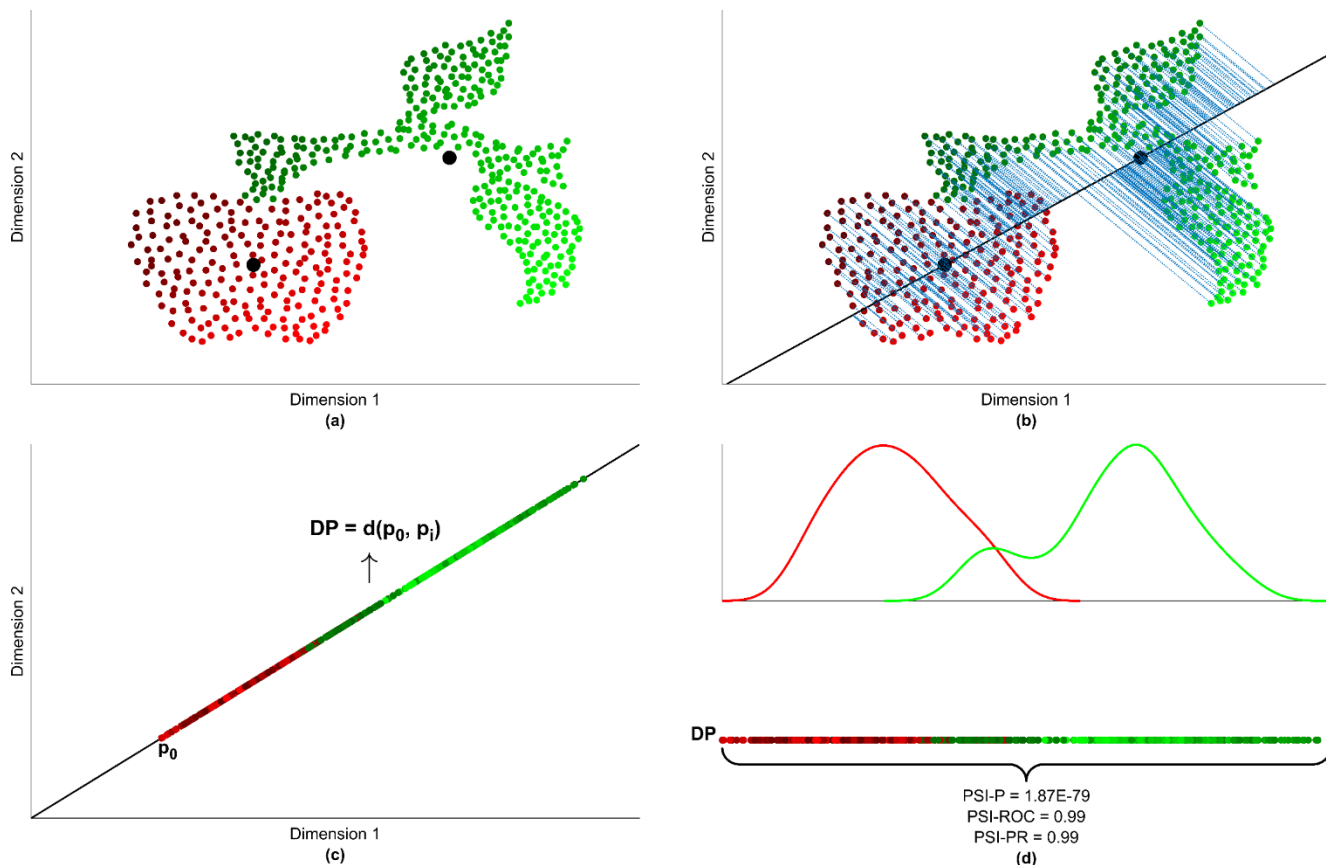 Dimension 2
Dimension 1
(a)
Dimension 2
Dimension 1
(b)
DP = d(p₀, pᵢ)
↑
p₀
Dimension 2
Dimension 1
(c)
DP
PSI-P = 1.87E-79
PSI-ROC = 0.99
PSI-PR = 0.99
(d)